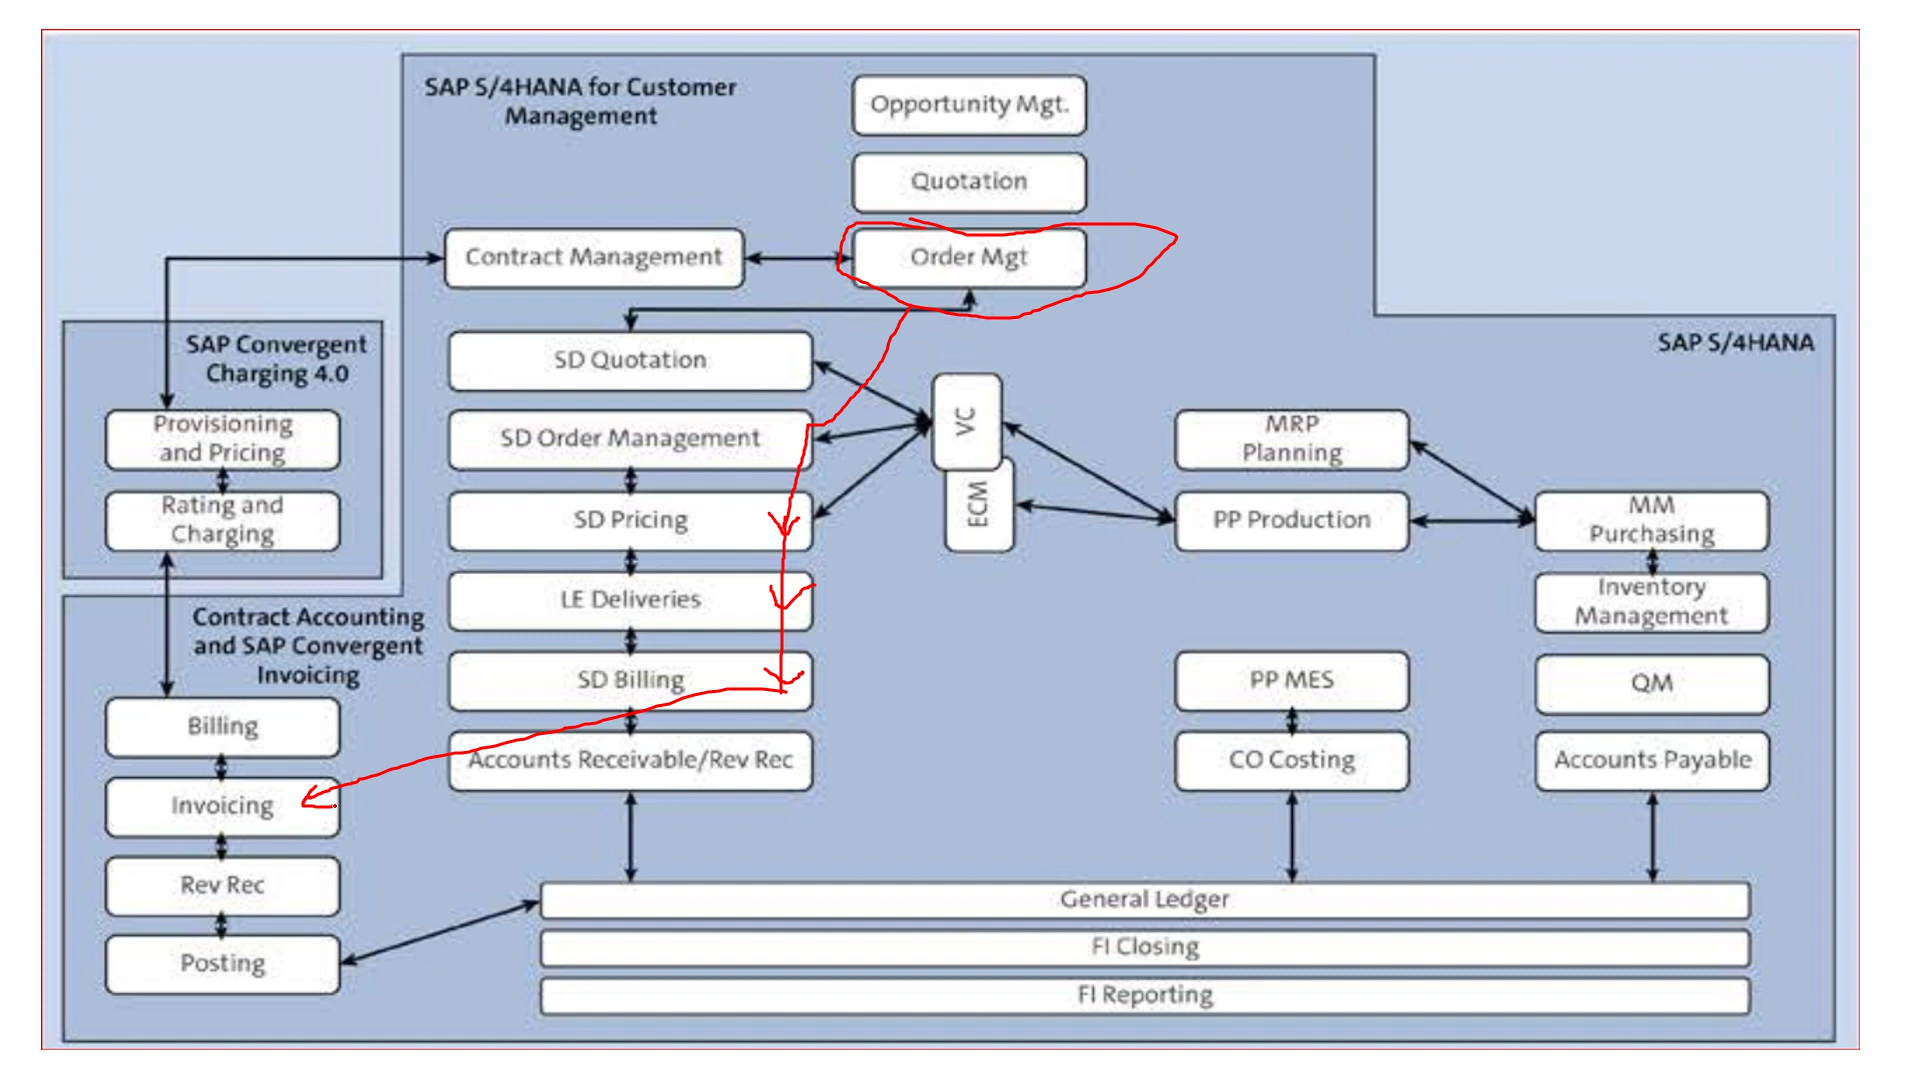 SAP S/4HANA for Customer
Management
Opportunity Mgt.
Quotation
Contract Management
Order Mgt
SAP Convergent
Charging 4.0
Provisioning
and Pricing
Rating and
Charging
SAP S/4HANA
SD Quotation
SD Order Management
SD Pricing
LE Deliveries
SD Billing
Accounts Receivable/Rev Rec
VC
ECM
MRP
Planning
PP Production
MM
Purchasing
Inventory
Management
PP MES
QM
CO Costing
Accounts Payable
Contract Accounting
and SAP Convergent
Invoicing
Billing
Invoicing
Rev Rec
Posting
General Ledger
FI Closing
FI Reporting